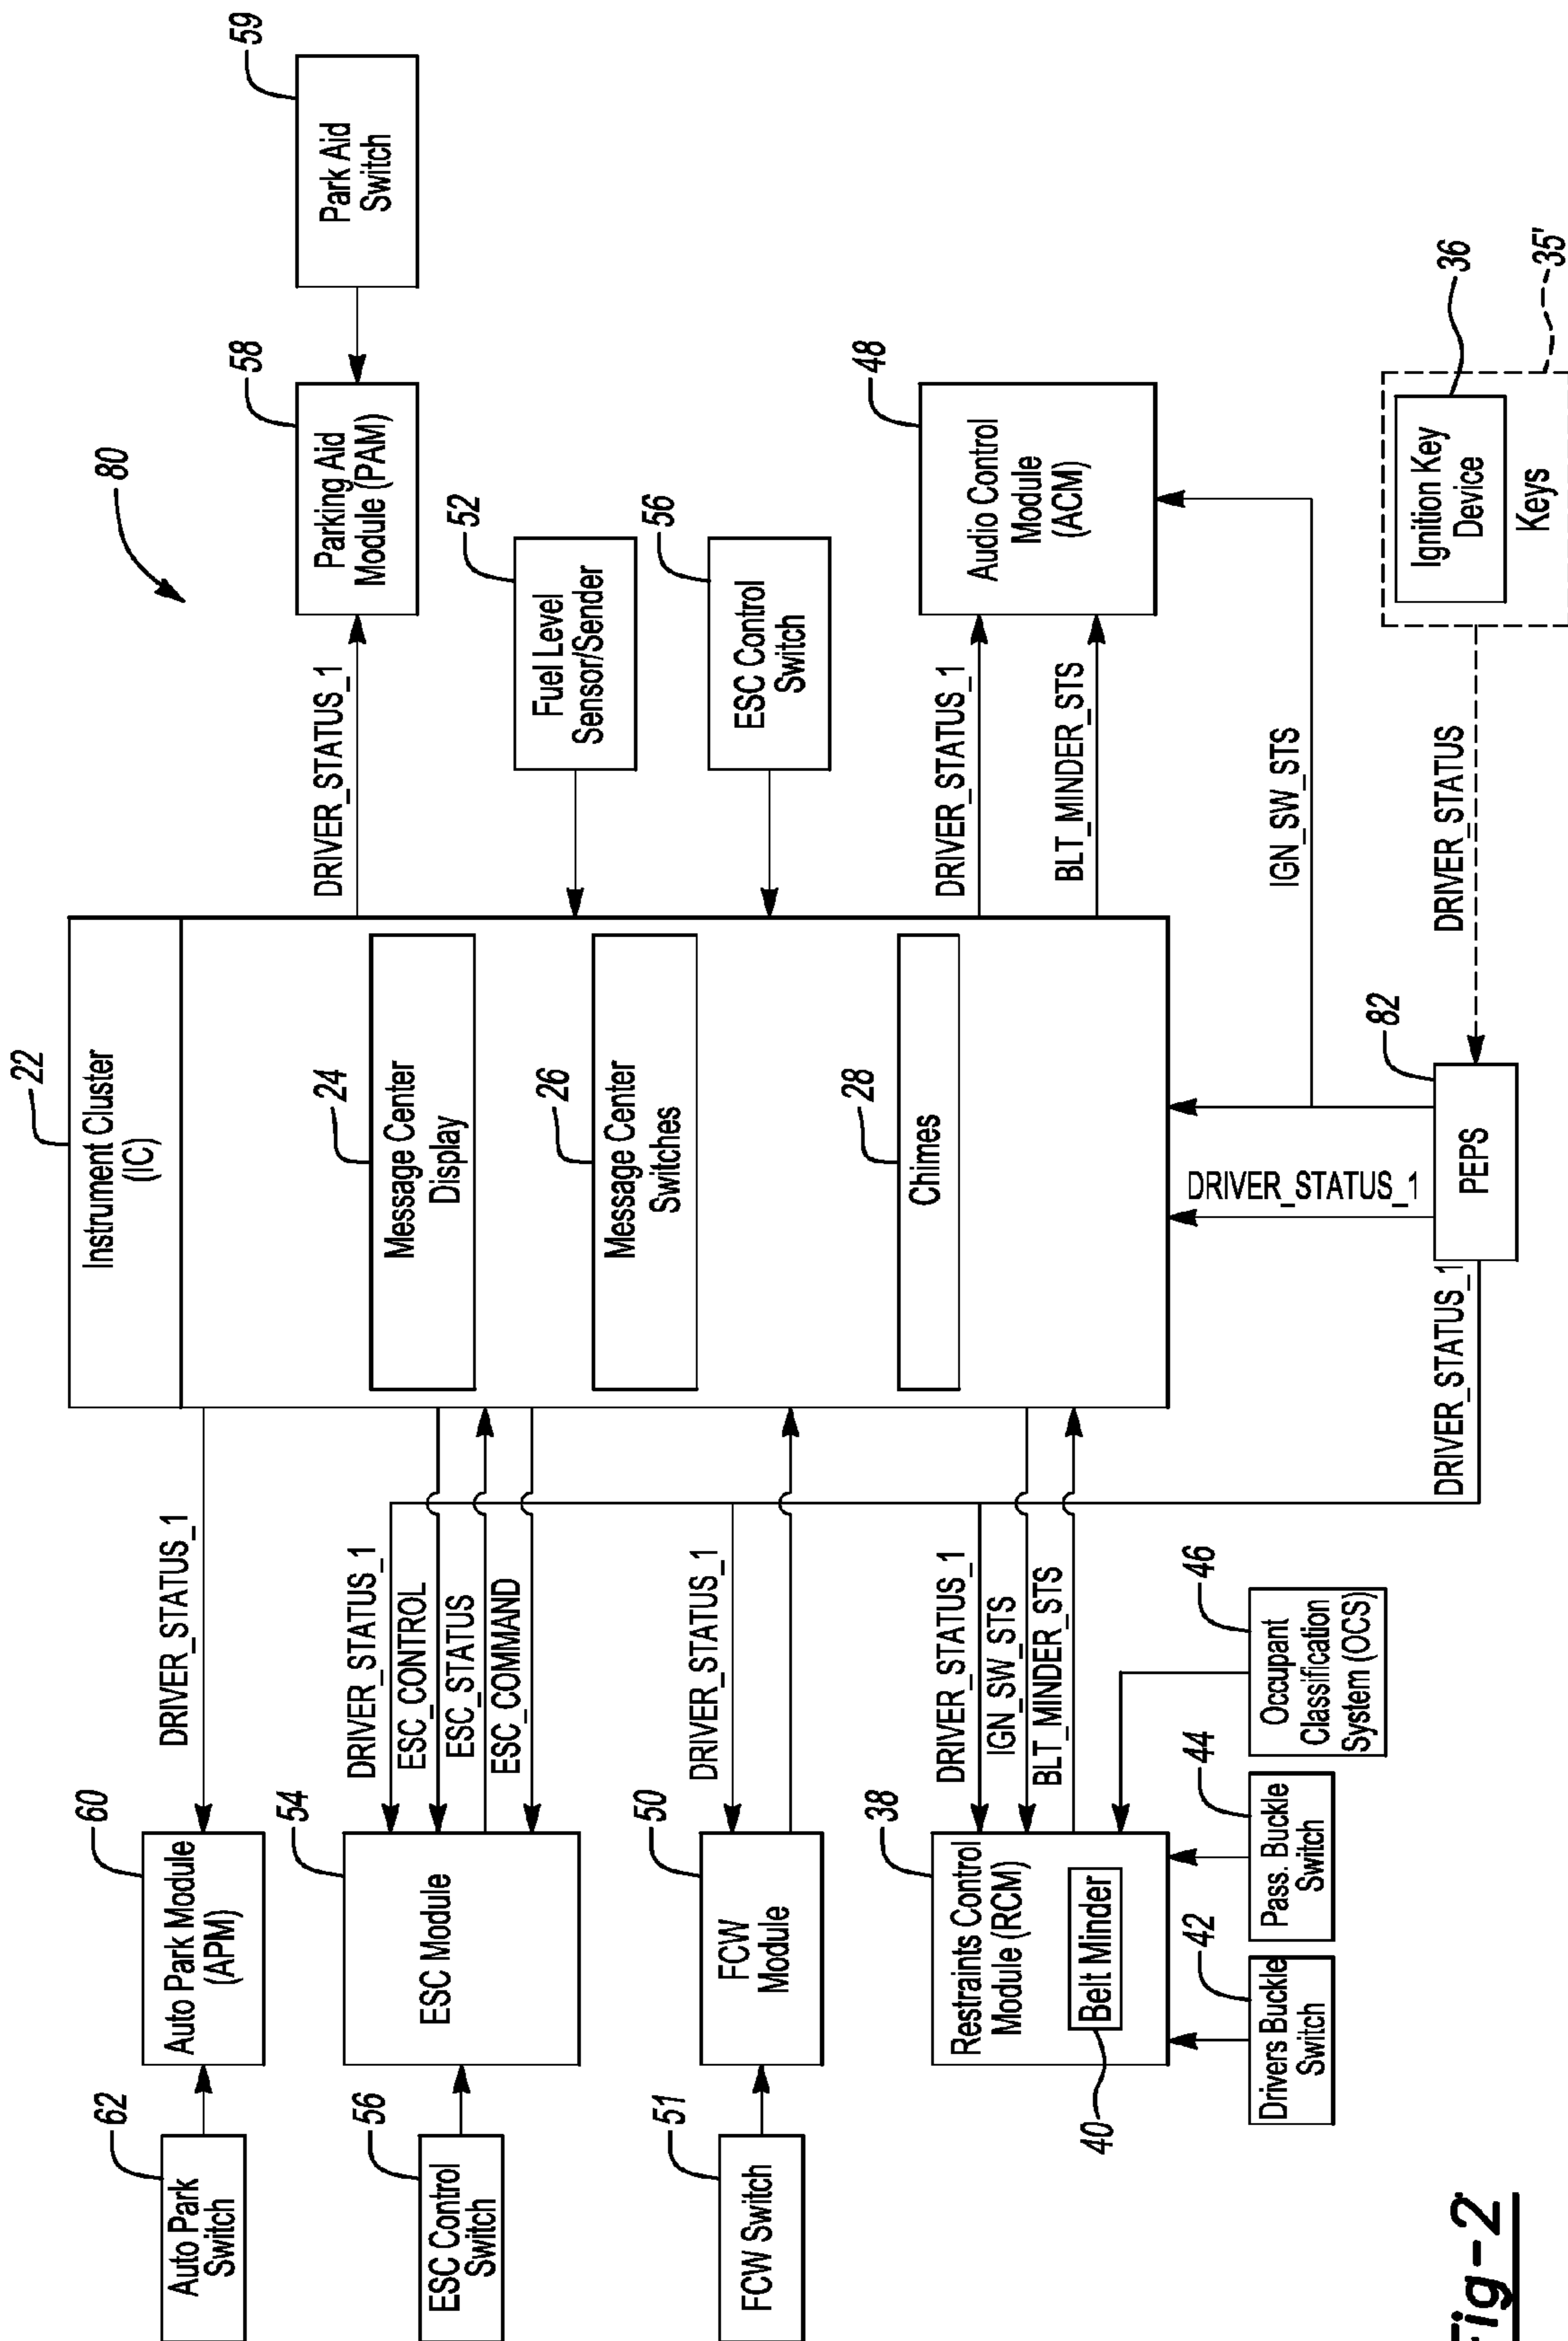 80
22
Instrument Cluster
(IC)
24
Message Center
Display
26
Message Center
Switches
28
Chimes
62
Auto Park
Switch
60
Auto Park Module
(APM)
DRIVER_STATUS_1
DRIVER_STATUS_1
58
Parking Aid
Module (PAM)
59
Park Aid
Switch
56
ESC Control
Switch
54
ESC Module
DRIVER_STATUS_1
ESC_CONTROL
ESC_STATUS
ESC_COMMAND
52
Fuel Level
Sensor/Sender
56
ESC Control
Switch
51
FCW Switch
50
FCW
Module
DRIVER_STATUS_1
38
Restraints Control
Module (RCM)
Belt Minder
40
DRIVER_STATUS_1
IGN_SW_STS
BLT_MINDER_STS
DRIVER_STATUS_1
BLT_MINDER_STS
48
Audio Control
Module
(ACM)
42
Drivers Buckle
Switch
44
Pass. Buckle
Switch
46
Occupant
Classification
System (OCS)
DRIVER_STATUS_1
DRIVER_STATUS_1
IGN_SW_STS
82
PEPS
DRIVER_STATUS
36
Ignition Key
Device
Keys
35'
Fig-2